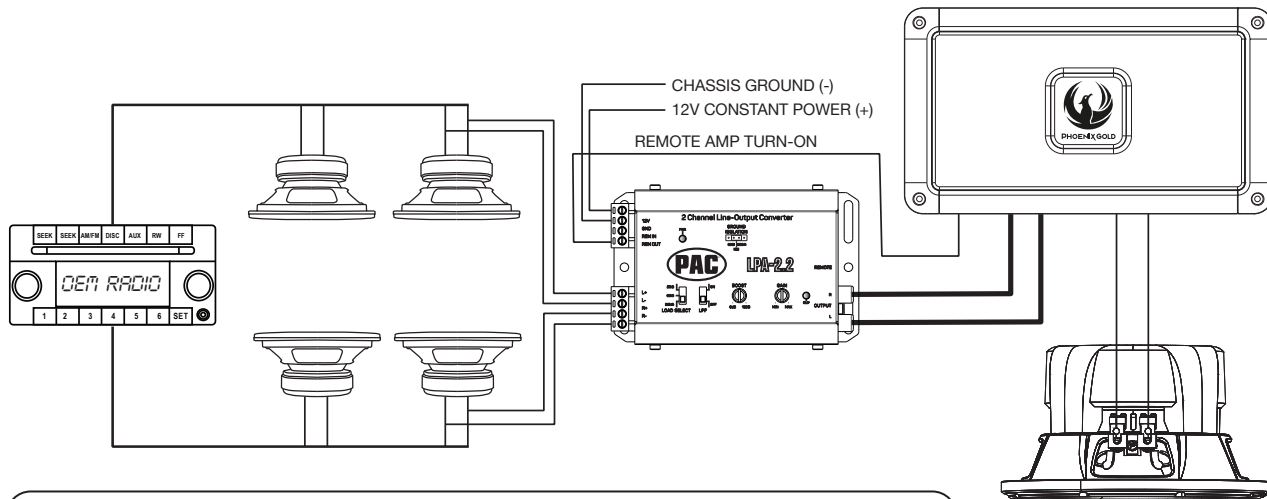 CHASSIS GROUND (-)
12V CONSTANT POWER (+)
REMOTE AMP TURN-ON
PHOENIX GOLD
SEEK SEEK AM/FM DISC AUX RW FF
OEM RADIO
1 2 3 4 5 6 SET
2 Channel Line-Output Converter
12V
GND
REM IN
REM OUT
GROUND
ISOLATION
PAC
LPA-2.2
REMOTE
L+
L-
R+
R-
ON
OFF
BOOST
GAIN
MIN MAX
LOAD SELECT LPF
R
OUTPUT
L